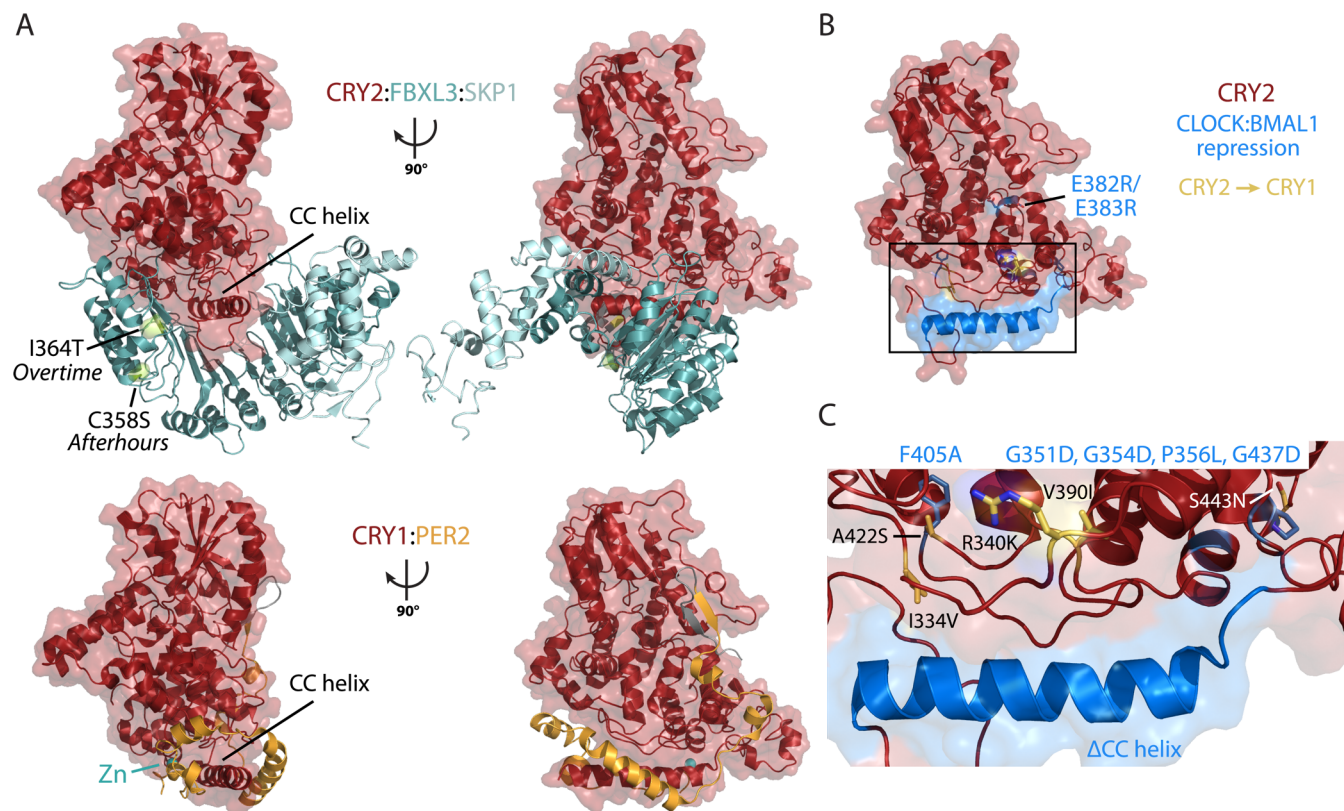 A
CRY2:FBXL3:SKP1
90°
CC helix
I364T
Overtime
C358S
Afterhours
CRY1:PER2
90°
CC helix
Zn
B
CRY2
CLOCK:BMAL1
repression
CRY2 → CRY1
E382R/
E383R
C
F405A
G351D, G354D, P356L, G437D
V390I
S443N
A422S
R340K
I334V
ΔCC helix